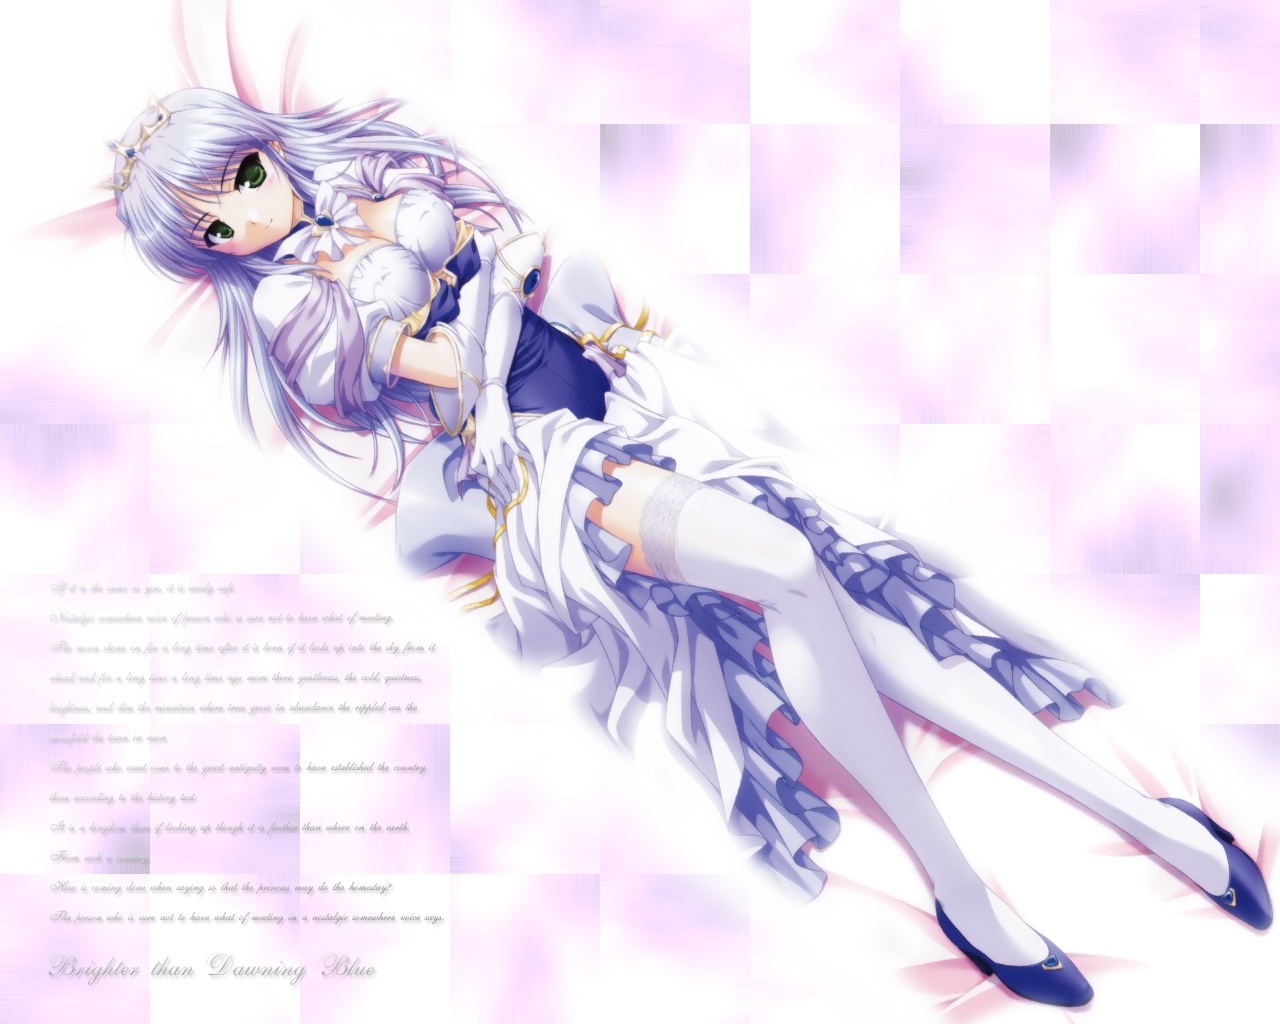 If it is the same as you, it is surely safe.
Nostalgic somewhere voice of person who is sure not to have what of meeting.
The moon alone on for a long time after it is born if it looks up into the sky from it
and for a long time a long time ago more there gentleness, the cold, quietness,
brightness, and dim the mountain where trees grow in abundance the rippled sea the
the town in neon.
The people who went over to the great antiquity seem to have established the country
there according to the history text.
It is a kingdom there if looking up though it is further than where on the earth.
From such a country,
How is coming done when saying so that the princess may do the homestay?
The person who is sure not to have what of meeting in a nostalgic somewhere voice says.
Brighter than Dawning Blue